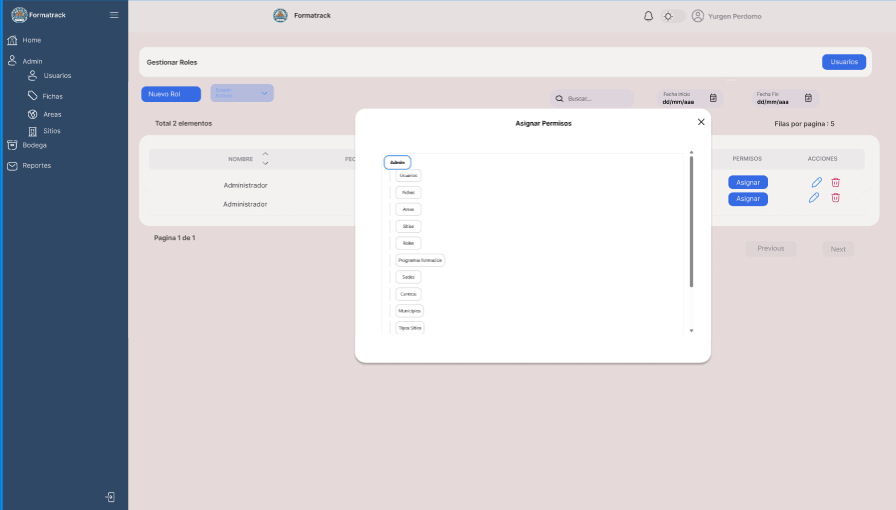 Formatrack
Home
Admin
Usuarios
Fichas
Areas
Sitios
Bodega
Reportes
Formatrack
Yurgen Perdomo
Gestionar Roles
Usuarios
Nuevo Rol
Buscar...
Fecha Inicio
dd/mm/aaa
Fecha Fin
dd/mm/aaa
Total 2 elementos
Filas por pagina : 5
NOMBRE
FEC
PERMISOS
ACCIONES
Administrador
Asignar
Administrador
Asignar
Pagina 1 de 1
Previous
Next
Asignar Permisos
Admin
Usuarios
Fichas
Areas
Sitios
Roles
Programas formacion
Sedes
Centros
Municipios
Tipos Sitios